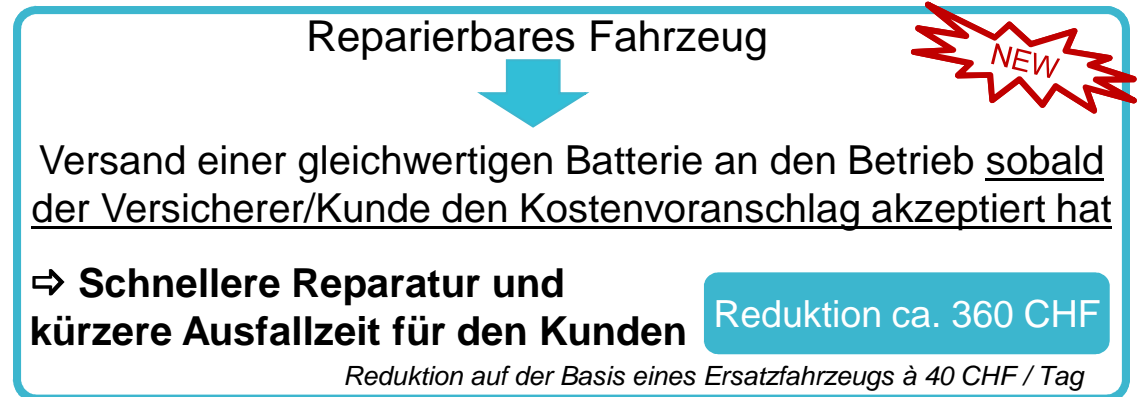 Reparierbares Fahrzeug
NEW
Versand einer gleichwertigen Batterie an den Betrieb sobald
der Versicherer/Kunde den Kostenvoranschlag akzeptiert hat
⇨ Schnellere Reparatur und
kürzere Ausfallzeit für den Kunden
Reduktion ca. 360 CHF
Reduktion auf der Basis eines Ersatzfahrzeugs à 40 CHF / Tag